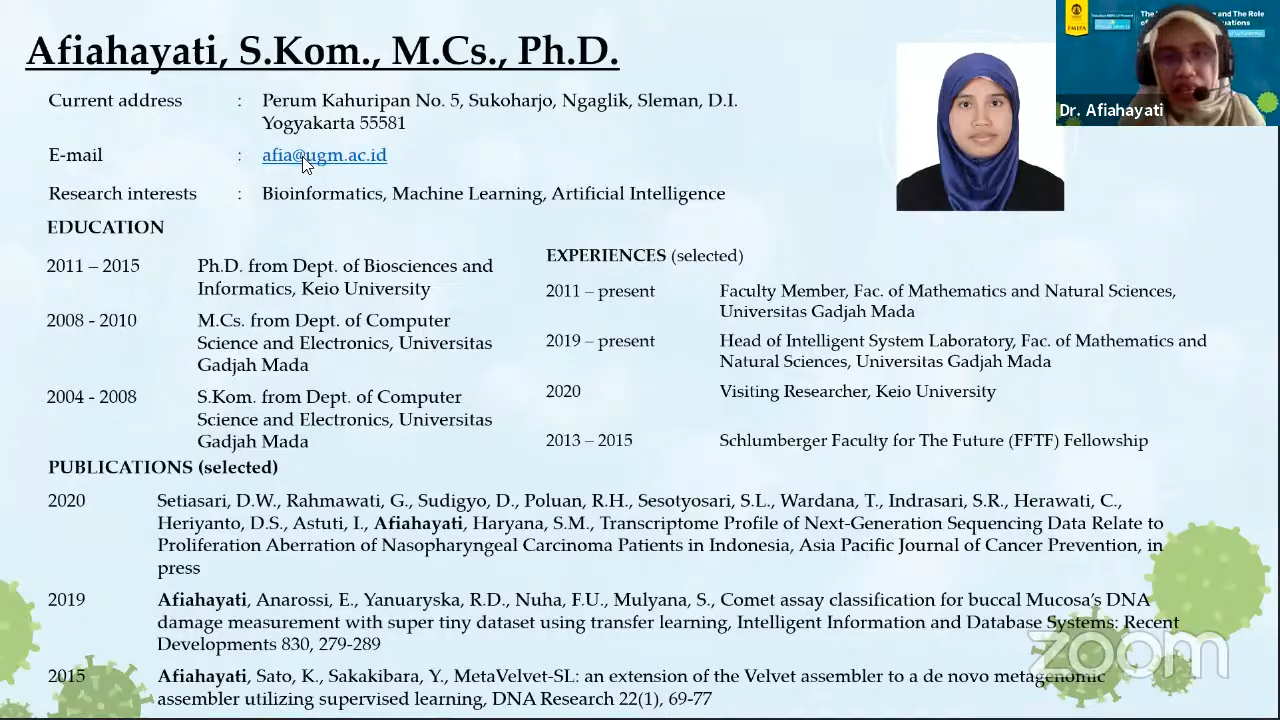 Afiahayati, S.Kom., M.Cs., Ph.D.
Current address : Perum Kahuripan No. 5, Sukoharjo, Ngaglik, Sleman, D.I.
Yogyakarta 55581
E-mail : afia@ugm.ac.id
Research interests : Bioinformatics, Machine Learning, Artificial Intelligence
The
and The Role
FMIPA
Dr. Afiahayati
EDUCATION
2011 – 2015 Ph.D. from Dept. of Biosciences and
Informatics, Keio University
2008 - 2010 M.Cs. from Dept. of Computer
Science and Electronics, Universitas
Gadjah Mada
2004 - 2008 S.Kom. from Dept. of Computer
Science and Electronics, Universitas
Gadjah Mada
EXPERIENCES (selected)
2011 – present Faculty Member, Fac. of Mathematics and Natural Sciences,
Universitas Gadjah Mada
2019 – present Head of Intelligent System Laboratory, Fac. of Mathematics and
Natural Sciences, Universitas Gadjah Mada
2020 Visiting Researcher, Keio University
2013 – 2015 Schlumberger Faculty for The Future (FFTF) Fellowship
PUBLICATIONS (selected)
2020 Setiasari, D.W., Rahmawati, G., Sudigyo, D., Poluan, R.H., Sesotyosari, S.L., Wardana, T., Indrasari, S.R., Herawati, C.,
Heriyanto, D.S., Astuti, I., Afiahayati, Haryana, S.M., Transcriptome Profile of Next-Generation Sequencing Data Relate to
Proliferation Aberration of Nasopharyngeal Carcinoma Patients in Indonesia, Asia Pacific Journal of Cancer Prevention, in
press
2019 Afiahayati, Anarossi, E., Yanuaryska, R.D., Nuha, F.U., Mulyana, S., Comet assay classification for buccal Mucosa's DNA
damage measurement with super tiny dataset using transfer learning, Intelligent Information and Database Systems: Recent
Developments 830, 279-289
2015 Afiahayati, Sato, K., Sakakibara, Y., MetaVelvet-SL: an extension of the Velvet assembler to a de novo metagenomic
assembler utilizing supervised learning, DNA Research 22(1), 69-77
zoom